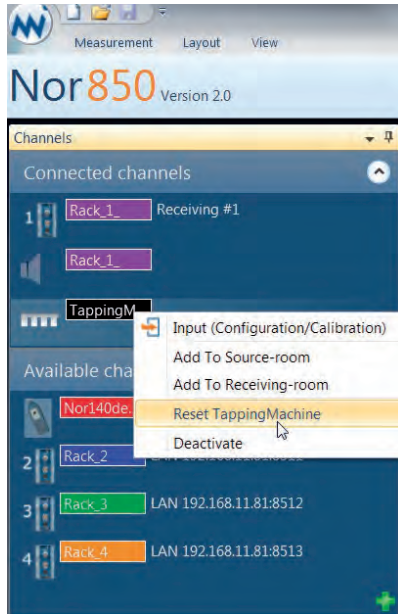 Measurement Layout View
Nor850 Version 2.0
Channels
Connected channels
1 Rack_1_ Receiving #1
Rack_1_
TappingM
Input (Configuration/Calibration)
Add To Source-room
Add To Receiving-room
Reset TappingMachine
Deactivate
Available cha
Nor140de.
2 Rack_2
3 Rack_3 LAN 192.168.11.81:8512
4 Rack_4 LAN 192.168.11.81:8513